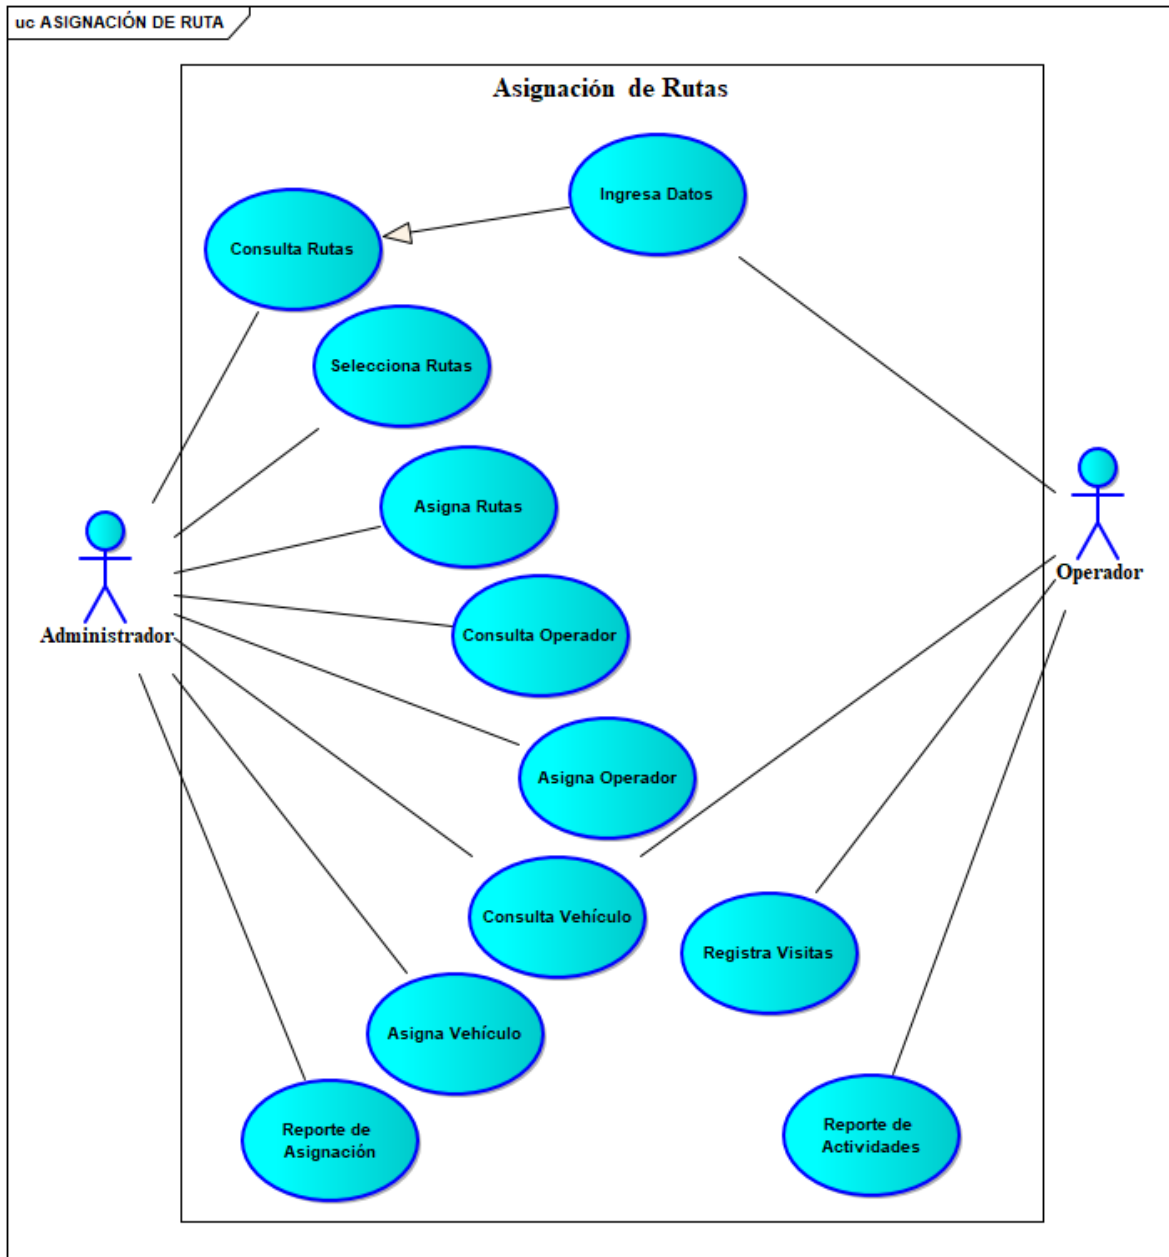 uc ASIGNACIÓN DE RUTA
Asignación de Rutas
Ingresa Datos
Consulta Rutas
Selecciona Rutas
Asigna Rutas
Operador
Administrador
Consulta Operador
Asigna Operador
Consulta Vehículo
Registra Visitas
Asigna Vehículo
Reporte de
Asignación
Reporte de
Actividades